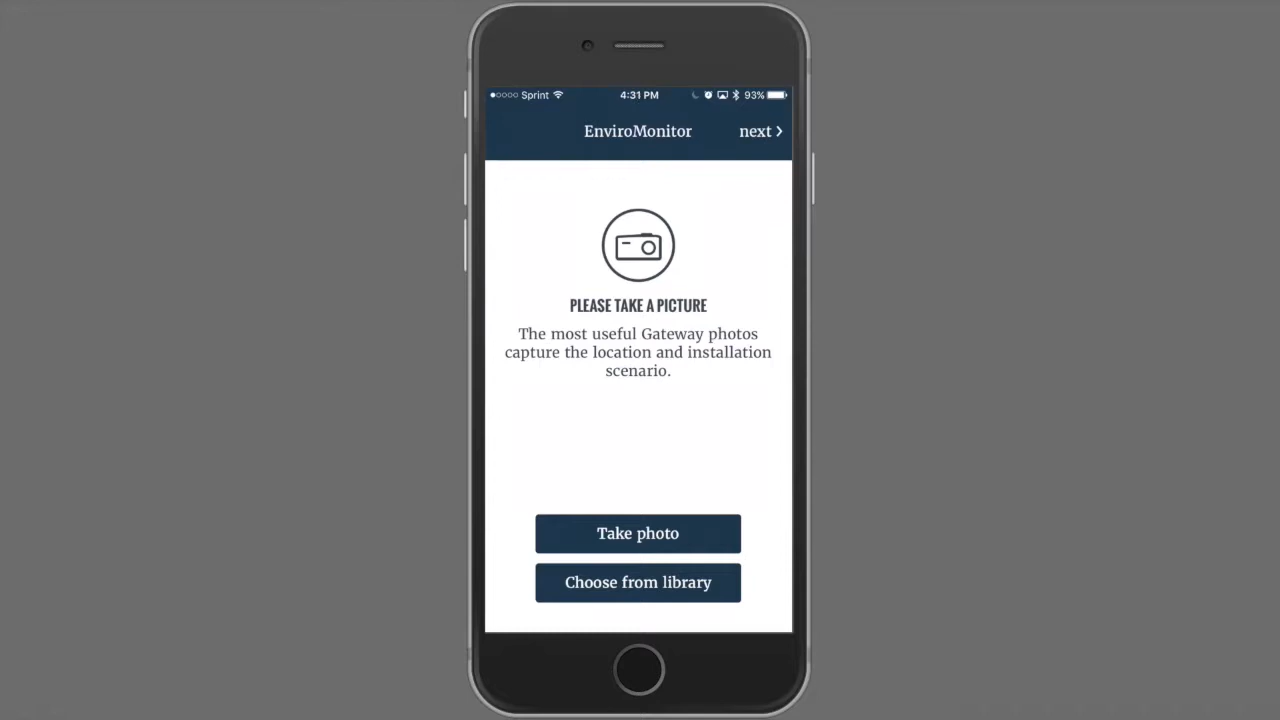 Sprint 4:31 PM 93%
EnviroMonitor next
PLEASE TAKE A PICTURE
The most useful Gateway photos
capture the location and installation
scenario.
Take photo
Choose from library